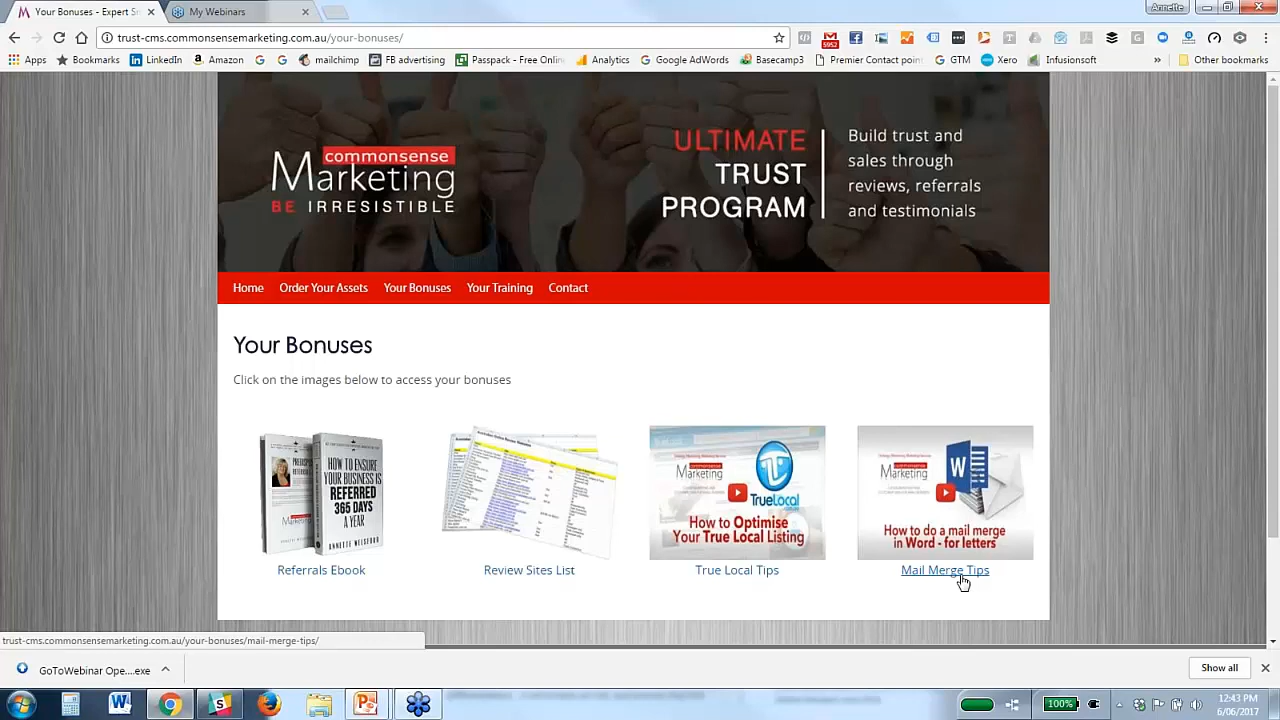 Your Bonuses - Expert S
My Webinars
Annette
trust-cms.commonsensemarketing.com.au/your-bonuses/
5952
Apps
Bookmarks
LinkedIn
Amazon
mailchimp
FB advertising
Passpack - Free Onlin
Analytics
Google AdWords
Basecamp3
Premier Contact point
GTM
Xero
Infusionsoft
»
Other bookmarks
commonsense
Marketing
BE IRRESISTIBLE
ULTIMATE
TRUST
PROGRAM
Build trust and
sales through
reviews, referrals
and testimonials
Home
Order Your Assets
Your Bonuses
Your Training
Contact
Your Bonuses
Click on the images below to access your bonuses
HOW TO ENSURE
YOUR BUSINESS IS
REFERRED
365 DAYS
A YEAR
Marketing
TrueLocal
How to Optimise
Your True Local Listing
Marketing
W
How to do a mail merge
in Word - for letters
Referrals Ebook
Review Sites List
True Local Tips
Mail Merge Tips
trust-cms.commonsensemarketing.com.au/your-bonuses/mail-merge-tips/
GoToWebinar Ope....exe
Show all
100%
12:43 PM
6/06/2017